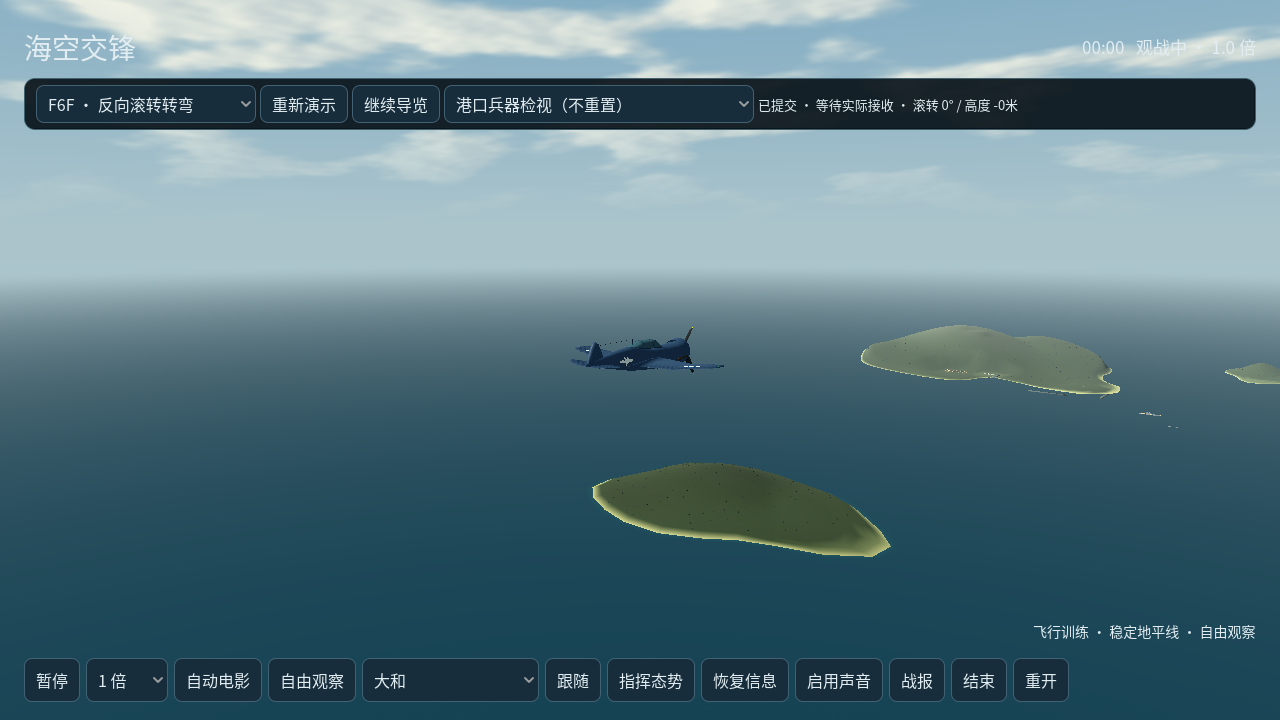 海空交锋
00:00 观战中 · 1.0 倍
F6F · 反向滚转转弯 重新演示 继续导览 港口兵器检视（不重置） 已提交 · 等待实际接收 · 滚转 0° / 高度 -0米
飞行训练 · 稳定地平线 · 自由观察
暂停 1 倍 自动电影 自由观察 大和 跟随 指挥态势 恢复信息 启用声音 战报 结束 重开